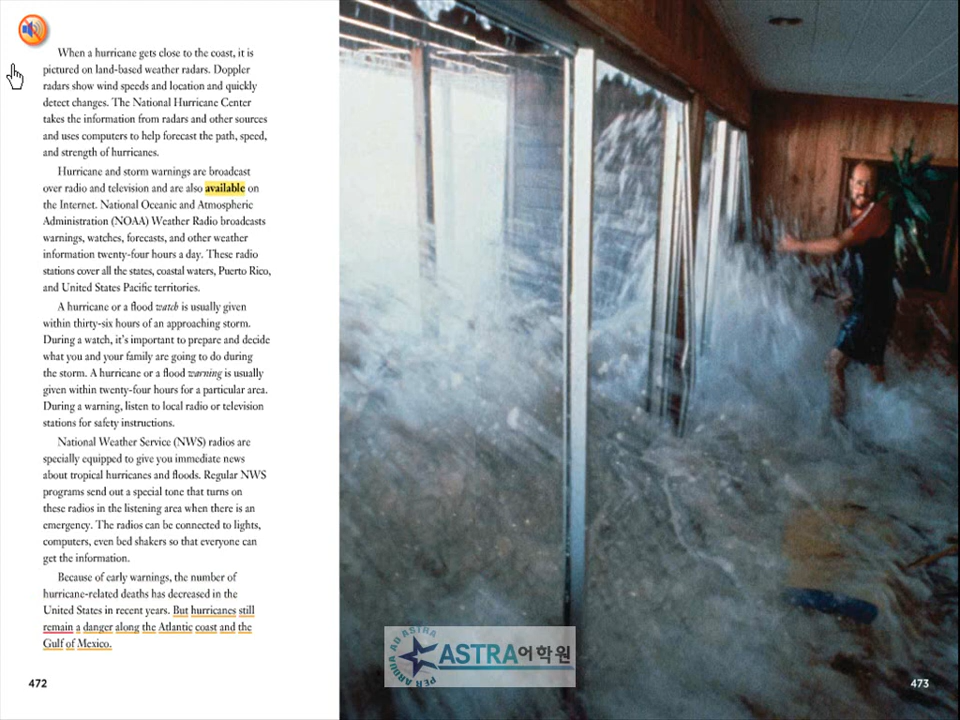 When a hurricane gets close to the coast, it is
pictured on land-based weather radars. Doppler
radars show wind speeds and location and quickly
detect changes. The National Hurricane Center
takes the information from radars and other sources
and uses computers to help forecast the path, speed,
and strength of hurricanes.
Hurricane and storm warnings are broadcast
over radio and television and are also available on
the Internet. National Oceanic and Atmospheric
Administration (NOAA) Weather Radio broadcasts
warnings, watches, forecasts, and other weather
information twenty-four hours a day. These radio
stations cover all the states, coastal waters, Puerto Rico,
and United States Pacific territories.
A hurricane or a flood watch is usually given
within thirty-six hours of an approaching storm.
During a watch, it's important to prepare and decide
what you and your family are going to do during
the storm. A hurricane or a flood warning is usually
given within twenty-four hours for a particular area.
During a warning, listen to local radio or television
stations for safety instructions.
National Weather Service (NWS) radios are
specially equipped to give you immediate news
about tropical hurricanes and floods. Regular NWS
programs send out a special tone that turns on
these radios in the listening area when there is an
emergency. The radios can be connected to lights,
computers, even bed shakers so that everyone can
get the information.
Because of early warnings, the number of
hurricane-related deaths has decreased in the
United States in recent years. But hurricanes still
remain a danger along the Atlantic coast and the
Gulf of Mexico.
472
PER ARDUA AD ASTRA
ASTRA어학원
473